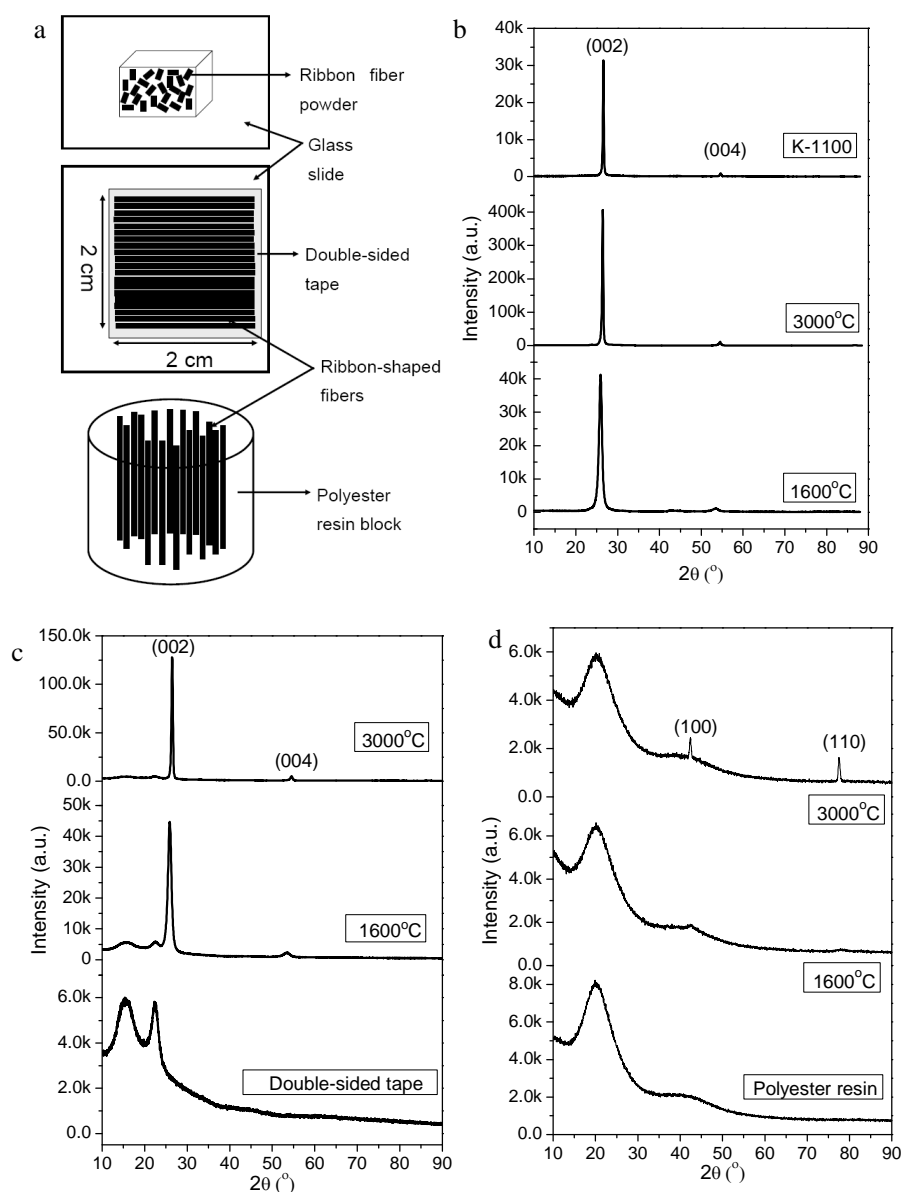 a
Ribbon fiber
powder
Glass
slide
Double-sided
tape
2 cm
2 cm
Ribbon-shaped
fibers
Polyester
resin block
b
(002)
(004)
K-1100
3000°C
1600°C
40k
30k
20k
10k
0
400k
300k
200k
100k
0
40k
30k
20k
10k
0
Intensity (a.u.)
10 20 30 40 50 60 70 80 90
2θ (°)
c
(002)
(004)
3000°C
1600°C
Double-sided tape
150.0k
100.0k
50.0k
0.0
50k
40k
30k
20k
10k
0
6.0k
4.0k
2.0k
0.0
Intensity (a.u.)
10 20 30 40 50 60 70 80 90
2θ (°)
d
(100)
(110)
3000°C
1600°C
Polyester resin
6.0k
4.0k
2.0k
0.0
6.0k
4.0k
2.0k
0.0
8.0k
6.0k
4.0k
2.0k
0.0
Intensity (a.u.)
10 20 30 40 50 60 70 80 90
2θ (°)